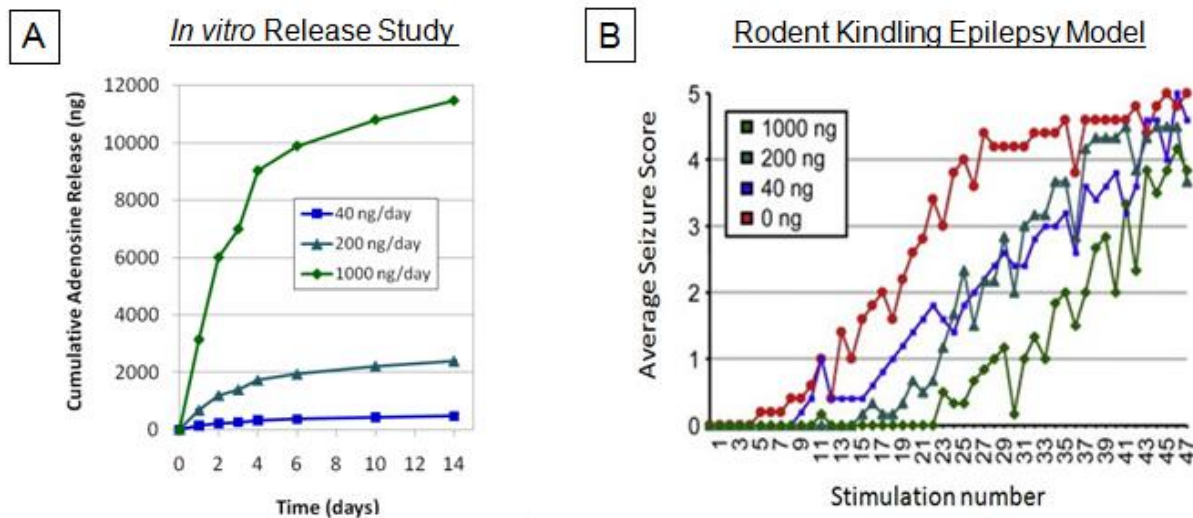 A
In vitro Release Study
Cumulative Adenosine Release (ng)
12000
10000
8000
6000
4000
2000
0
40 ng/day
200 ng/day
1000 ng/day
0 2 4 6 8 10 12 14
Time (days)
B
Rodent Kindling Epilepsy Model
Average Seizure Score
5
4
3
2
1
0
1000 ng
200 ng
40 ng
0 ng
1 3 5 7 9 11 13 15 17 19 21 23 25 27 29 31 33 35 37 39 41 43 45 47
Stimulation number